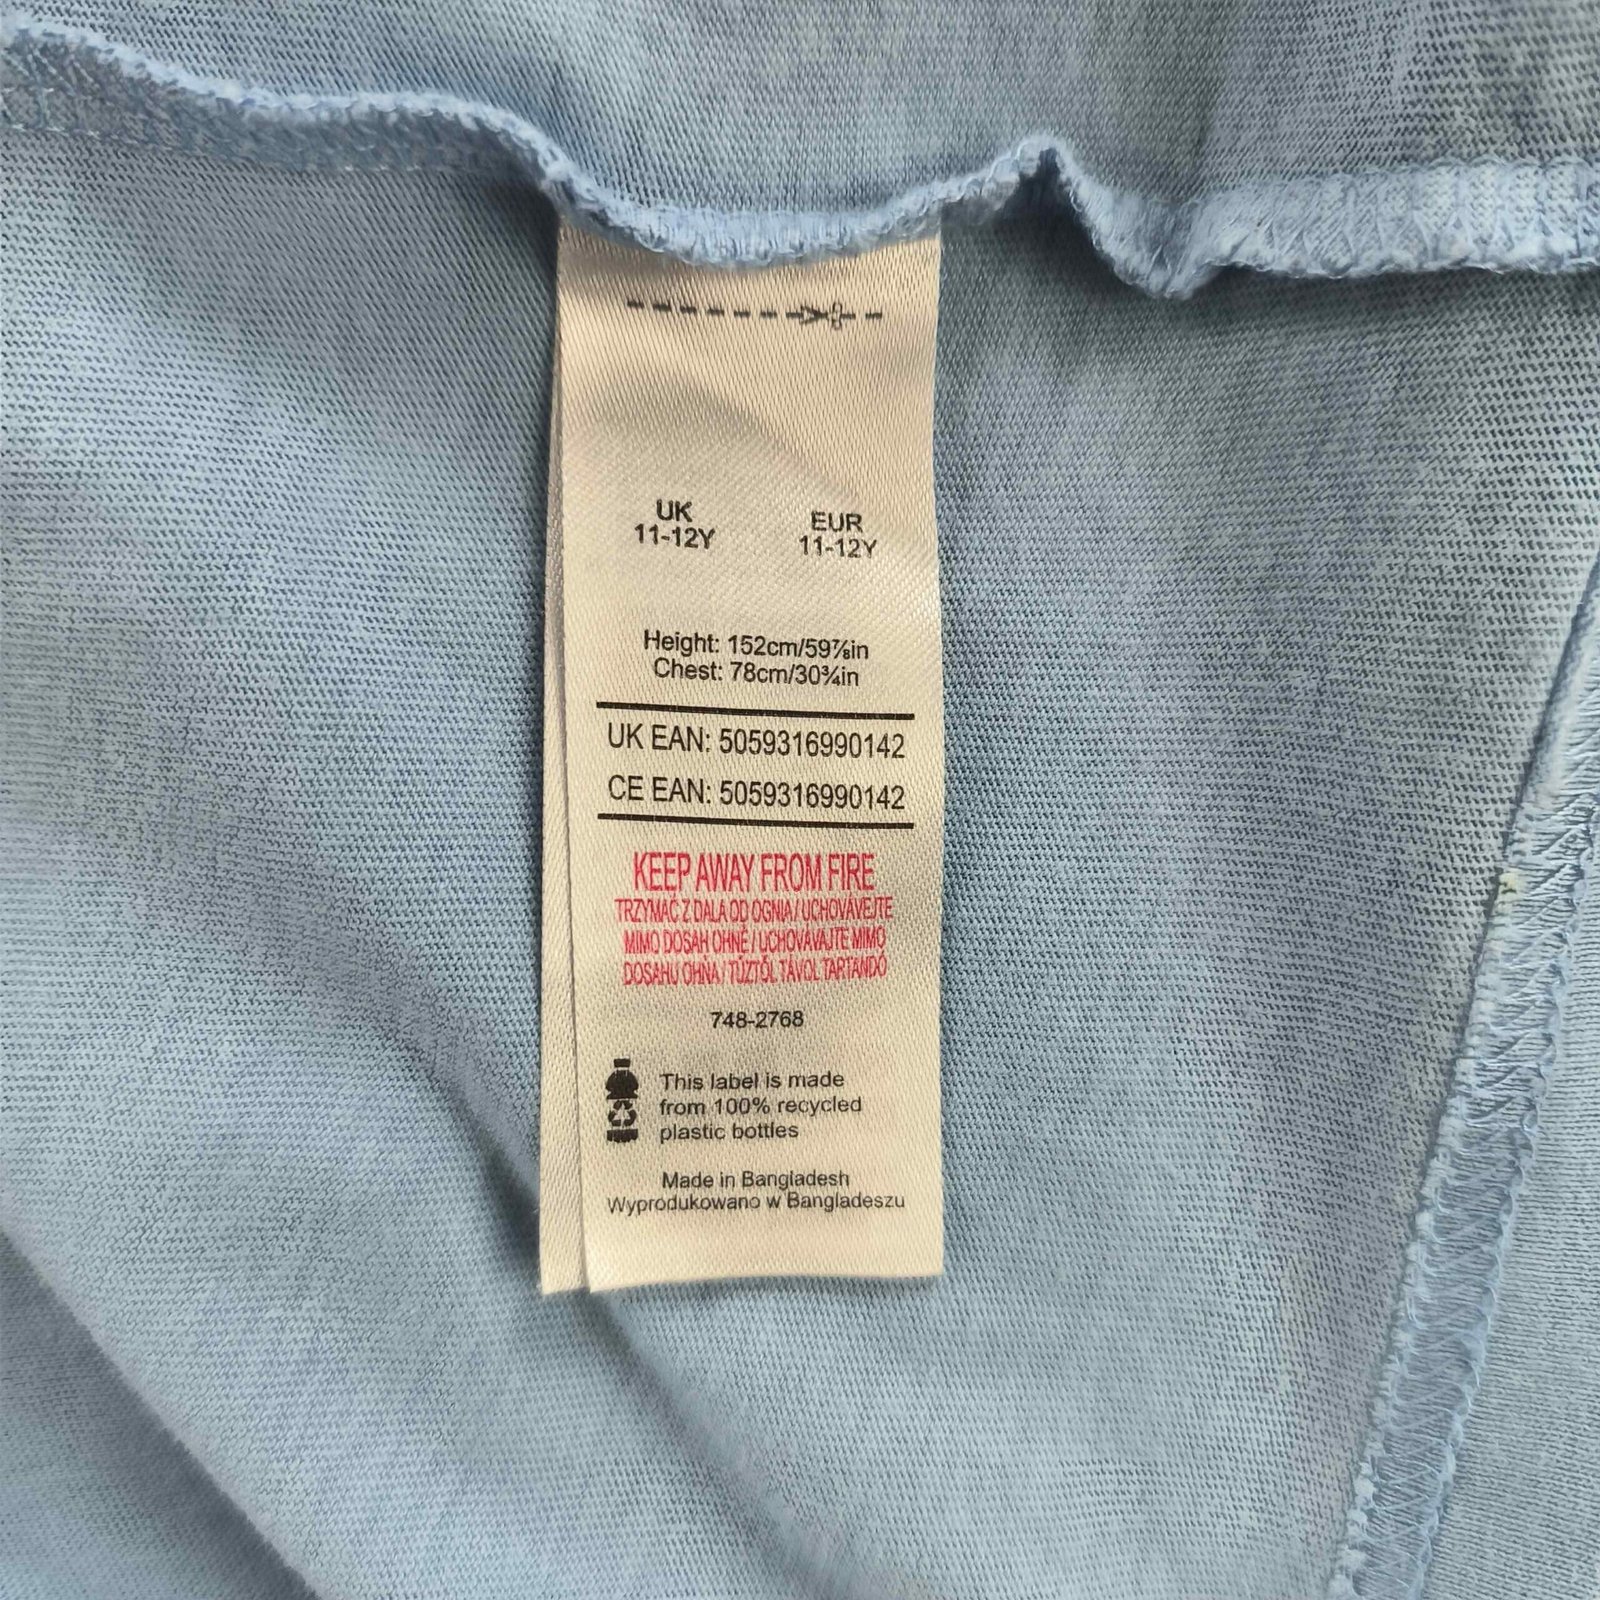 UK
11-12Y
EUR
11-12Y
Height: 152cm/59⅞in
Chest: 78cm/30¾in
UK EAN: 5059316990142
CE EAN: 5059316990142
KEEP AWAY FROM FIRE
TRZYMAĆ Z DALA OD OGNIA / UCHOVÁVEJTE
MIMO DOSAH OHNĚ / UCHOVÁVAJTE MIMO
DOSAHU OHŇA / TŰZTŐL TÁVOL TARTANDÓ
748-2768
This label is made
from 100% recycled
plastic bottles
Made in Bangladesh
Wyprodukowano w Bangladeszu